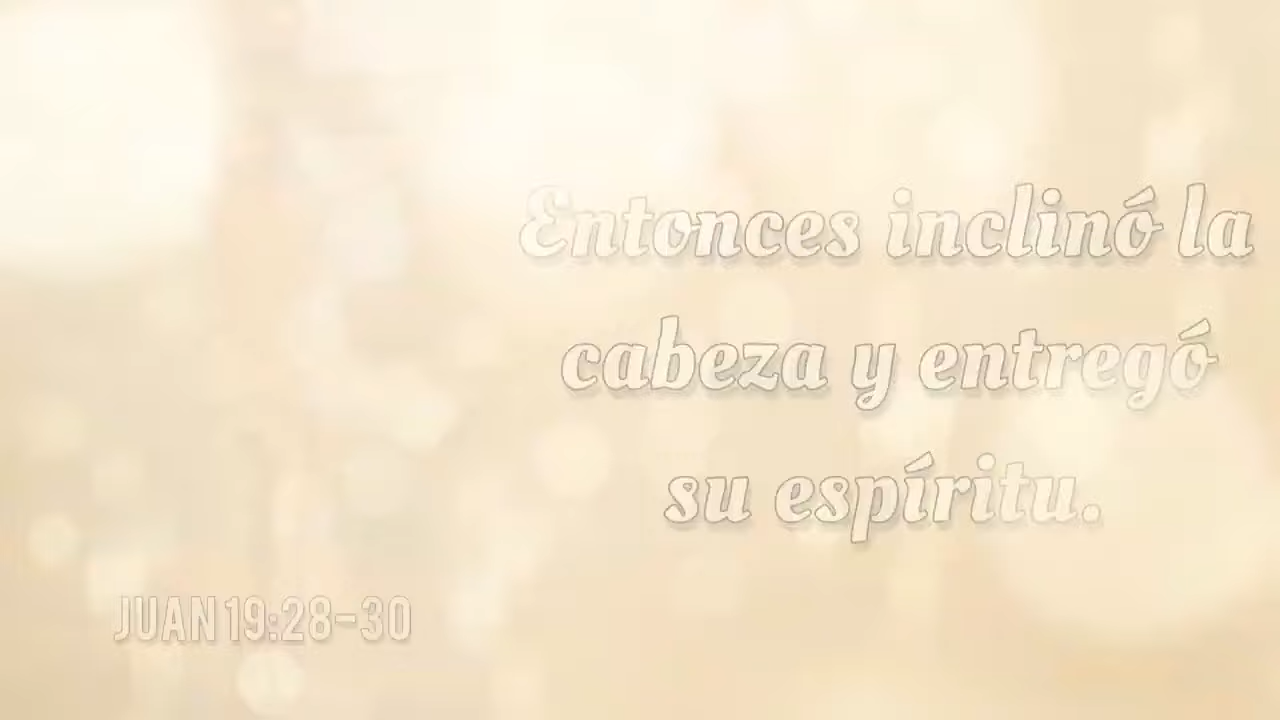 Entonces inclinó la
cabeza y entregó
su espíritu.
JUAN 19:28-30